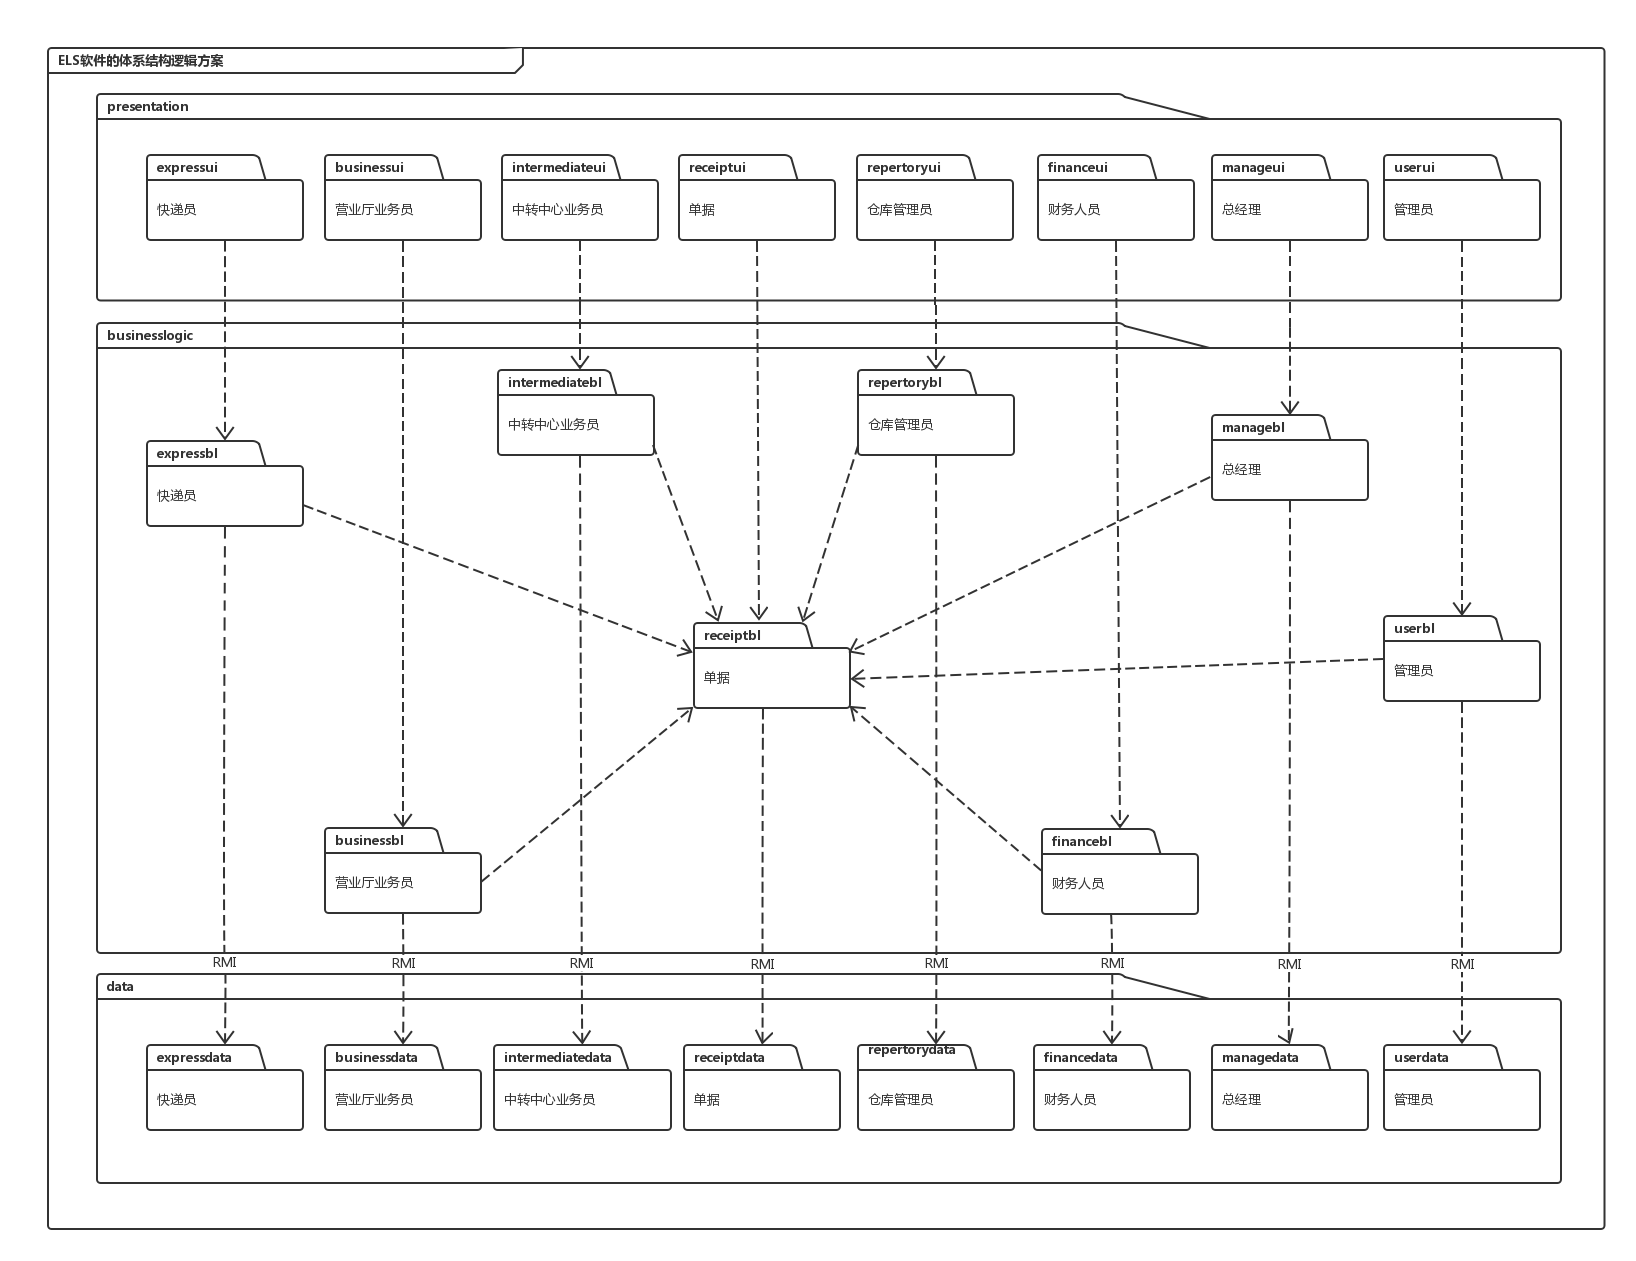 ELS软件的体系结构逻辑方案
presentation
expressui
快递员
businessui
营业厅业务员
intermediateui
中转中心业务员
receiptui
单据
repertoryui
仓库管理员
financeui
财务人员
manageui
总经理
userui
管理员
businesslogic
intermediatebl
中转中心业务员
repertorybl
仓库管理员
managebl
总经理
expressbl
快递员
receiptbl
单据
userbl
管理员
businessbl
营业厅业务员
financebl
财务人员
RMI
RMI
RMI
RMI
RMI
RMI
RMI
RMI
data
expressdata
快递员
businessdata
营业厅业务员
intermediatedata
中转中心业务员
receiptdata
单据
repertorydata
仓库管理员
financedata
财务人员
managedata
总经理
userdata
管理员